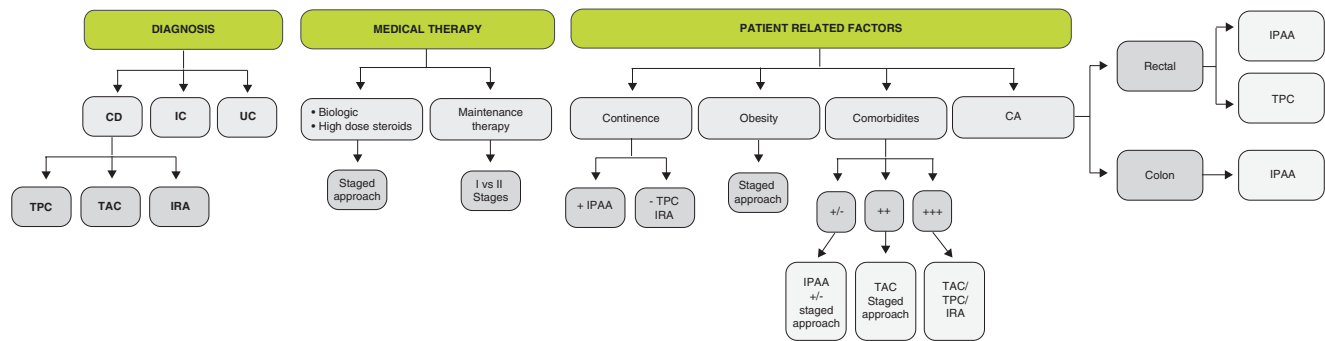 DIAGNOSIS
MEDICAL THERAPY
PATIENT RELATED FACTORS
CD
IC
UC
• Biologic
• High dose steroids
Maintenance
therapy
Continence
Obesity
Comorbidites
CA
Rectal
IPAA
TPC
Colon
IPAA
TPC
TAC
IRA
Staged
approach
I vs II
Stages
+ IPAA
- TPC
IRA
Staged
approach
+/-
++
+++
IPAA
+/-
staged
approach
TAC
Staged
approach
TAC/
TPC/
IRA